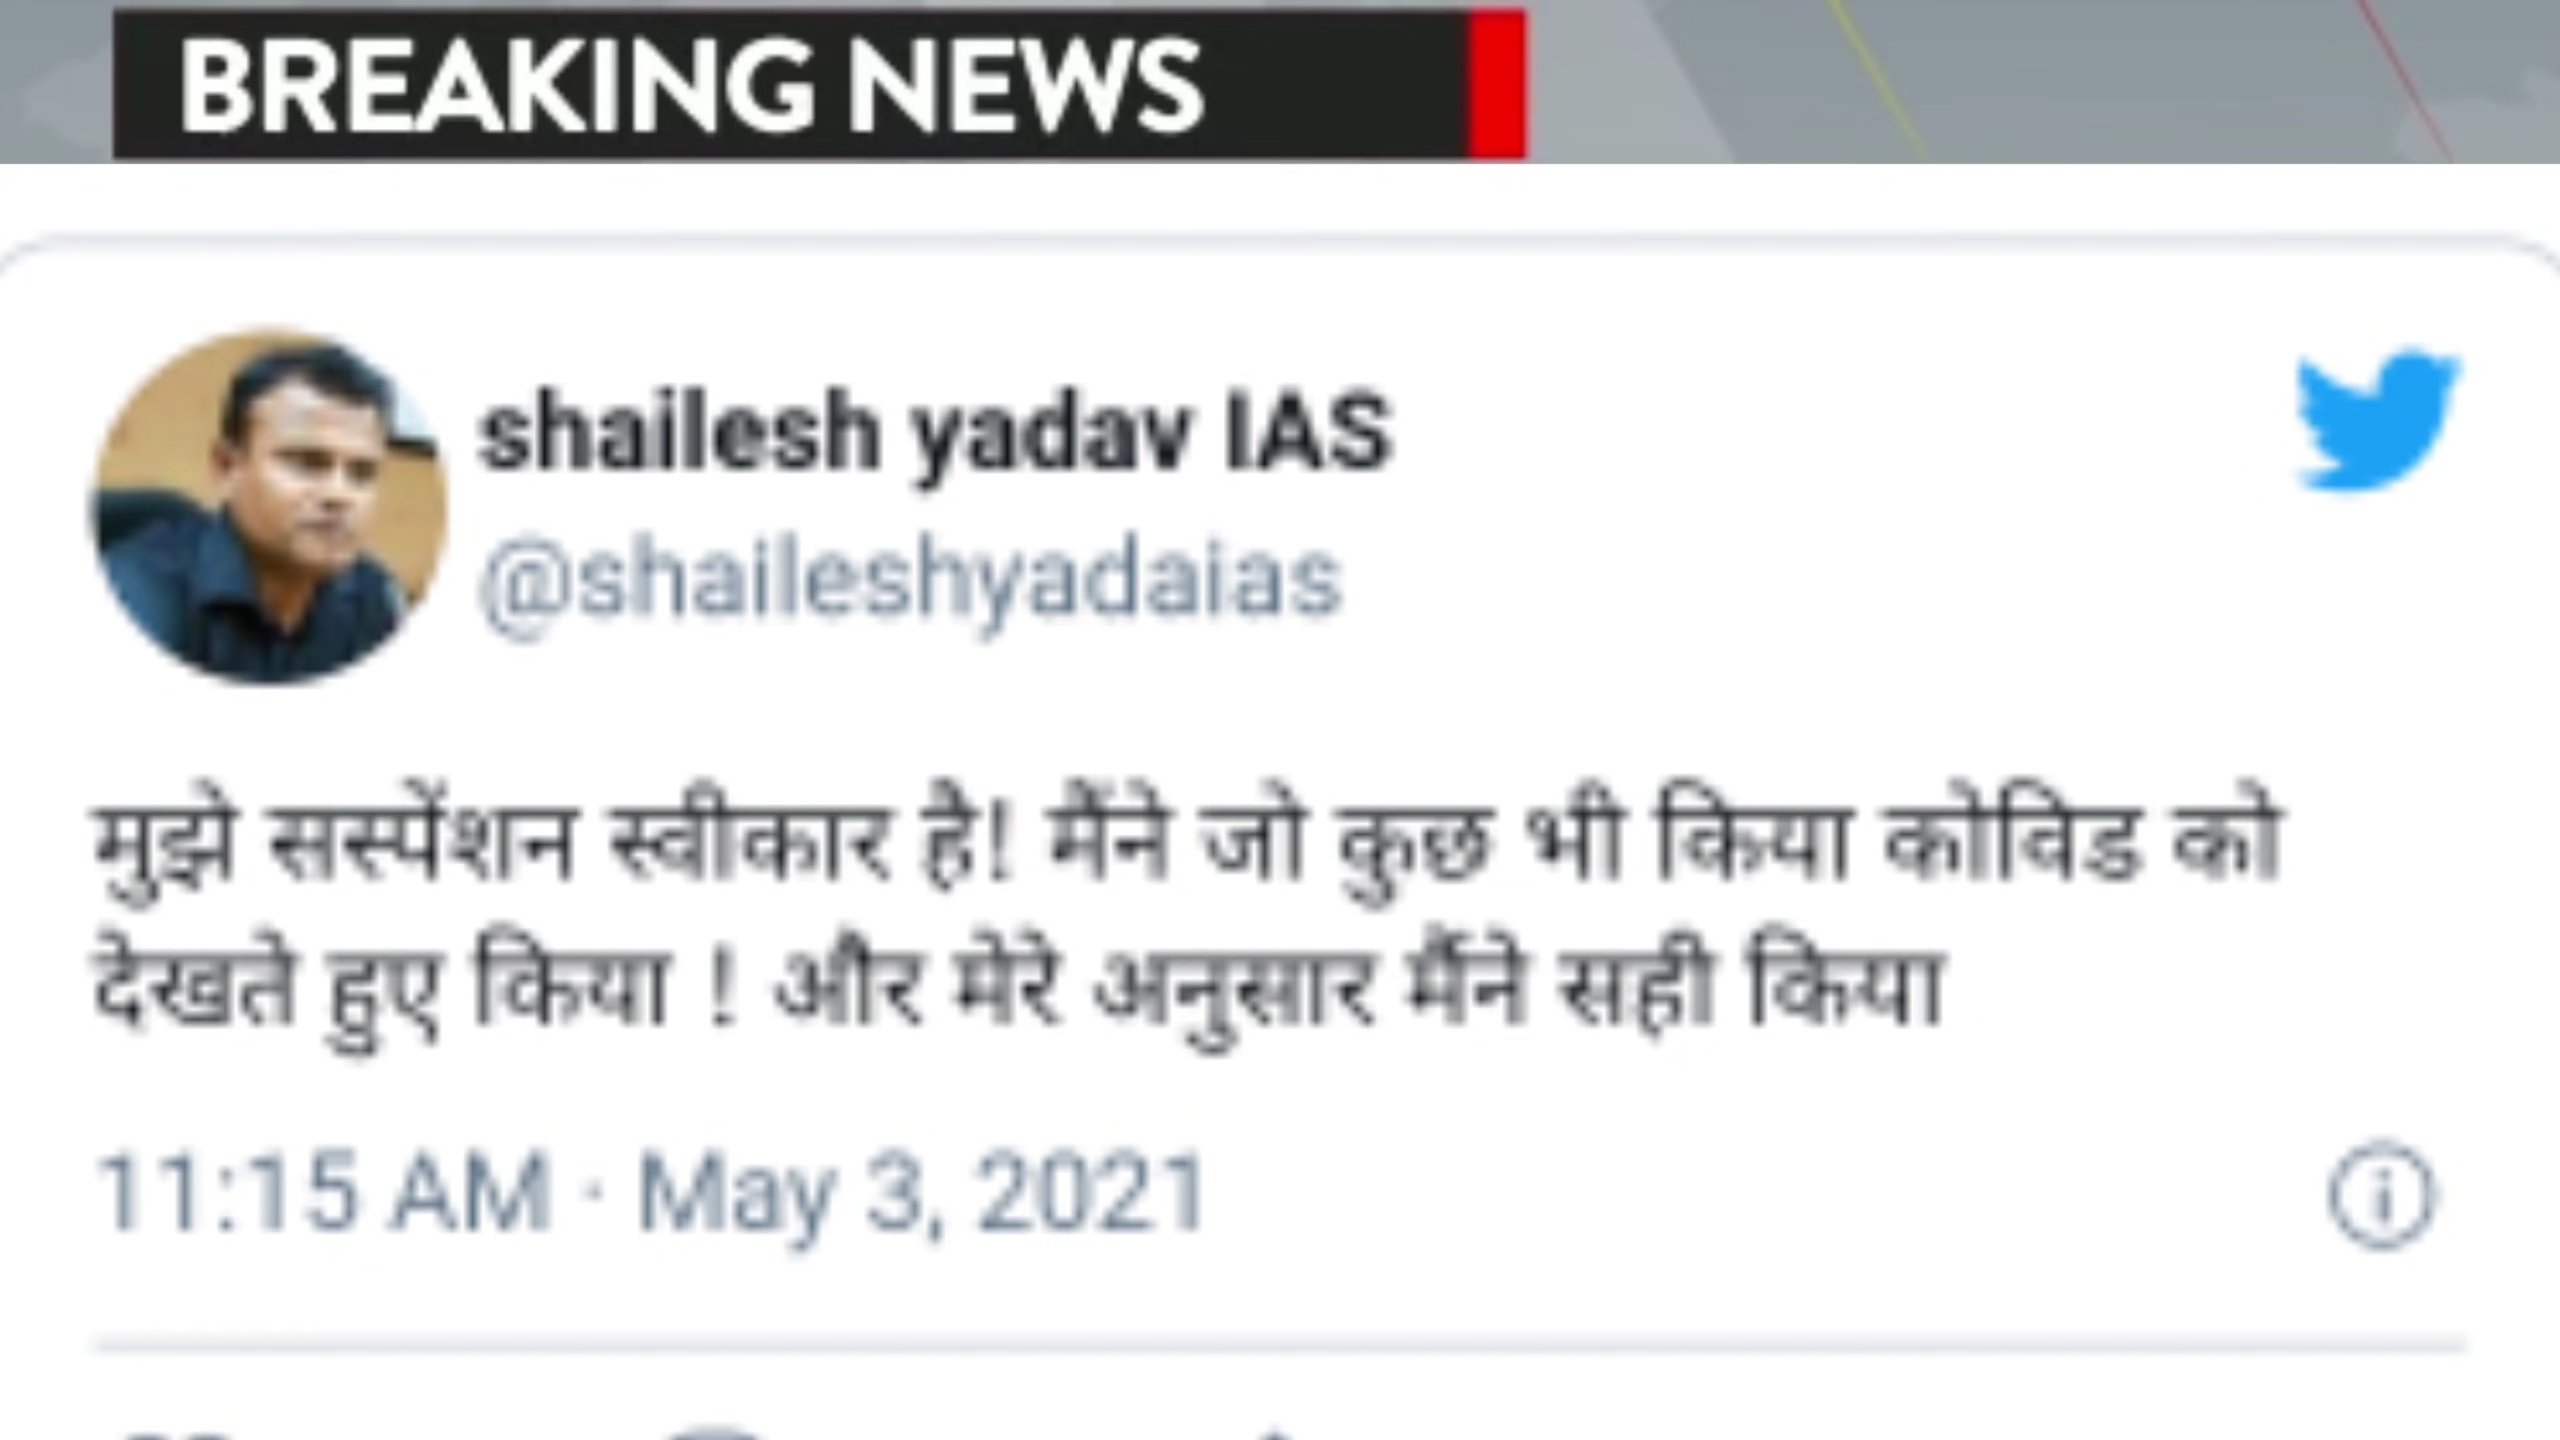 BREAKING NEWS
shailesh yadav IAS
@shaileshyadaias
मुझे सस्पेंशन स्वीकार है! मैंने जो कुछ भी किया कोविड को
देखते हुए किया ! और मेरे अनुसार मैंने सही किया
11:15 AM · May 3, 2021